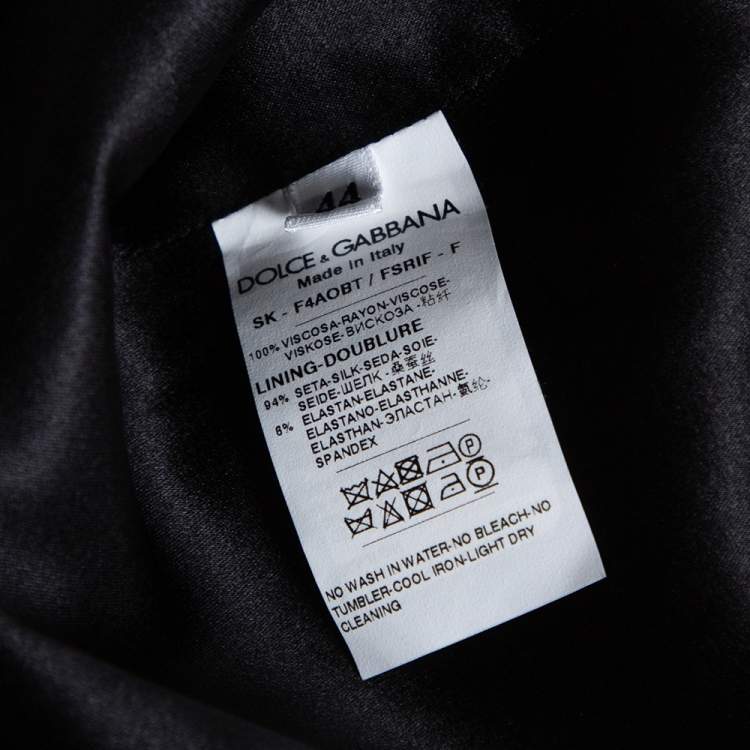 44
DOLCE & GABBANA
Made in Italy
SK - F4AOBT / FSRIF - F
100% VISCOSA-RAYON-VISCOSE-
VISKOSE-ВИСКОЗА -粘纤
LINING-DOUBLURE
94% SETA-SILK-SEDA-SOIE-
SEIDE-ШЕЛК - 桑蚕丝
6% ELASTAN-ELASTANE-
ELASTANO-ELASTHANNE-
ELASTHAN-ЭЛАСТАН-氨纶-
SPANDEX
P
P
NO WASH IN WATER-NO BLEACH-NO
TUMBLER-COOL IRON-LIGHT DRY
CLEANING